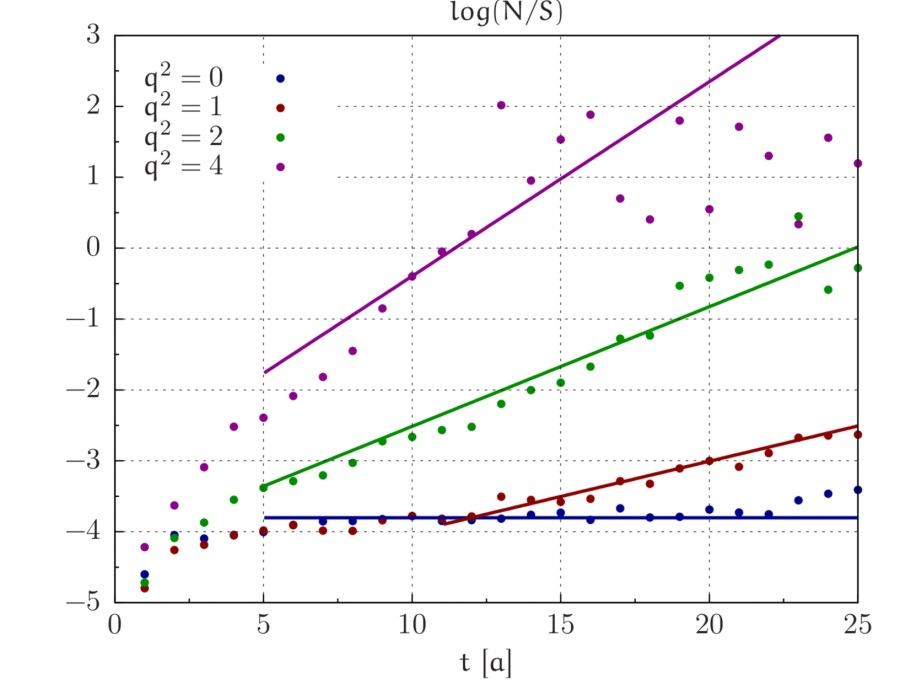 log(N/S)
3
2
1
0
−1
−2
−3
−4
−5
q² = 0
q² = 1
q² = 2
q² = 4
0 5 10 15 20 25
t [a]